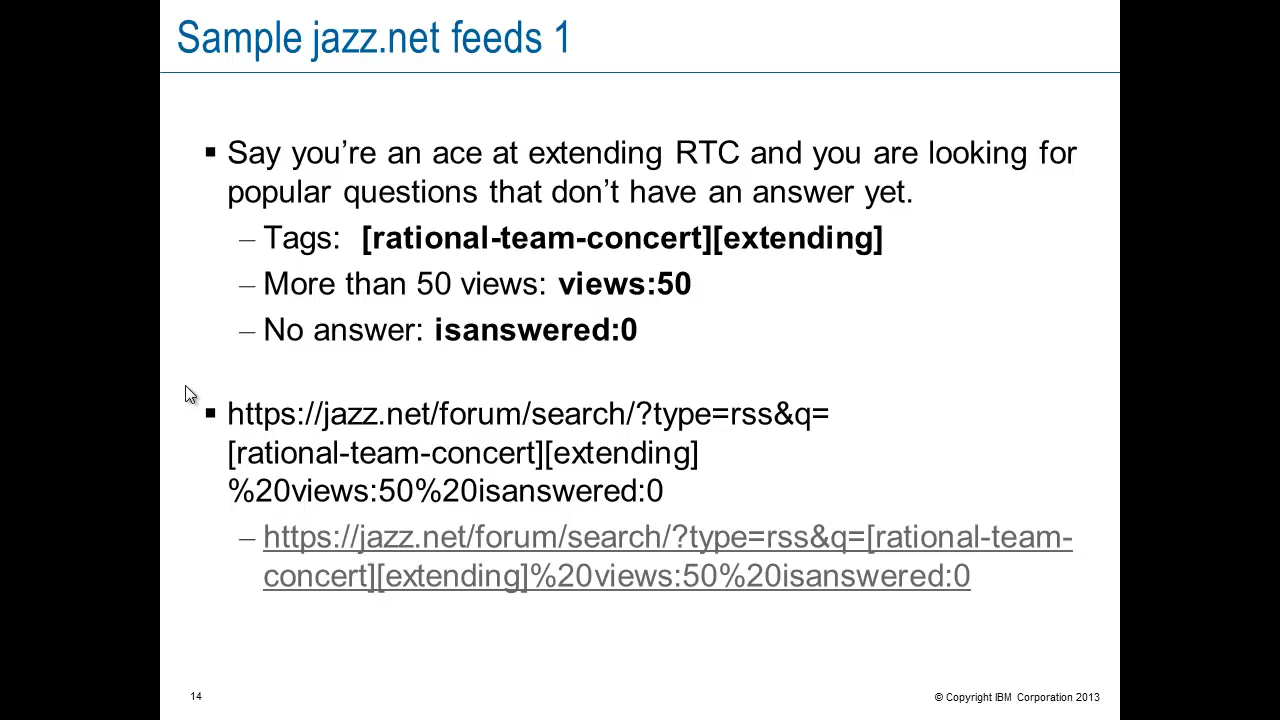 Sample jazz.net feeds 1
▪ Say you’re an ace at extending RTC and you are looking for
popular questions that don’t have an answer yet.
– Tags: [rational-team-concert][extending]
– More than 50 views: views:50
– No answer: isanswered:0
▪ https://jazz.net/forum/search/?type=rss&q=
[rational-team-concert][extending]
%20views:50%20isanswered:0
– https://jazz.net/forum/search/?type=rss&q=[rational-team-
concert][extending]%20views:50%20isanswered:0
14
© Copyright IBM Corporation 2013